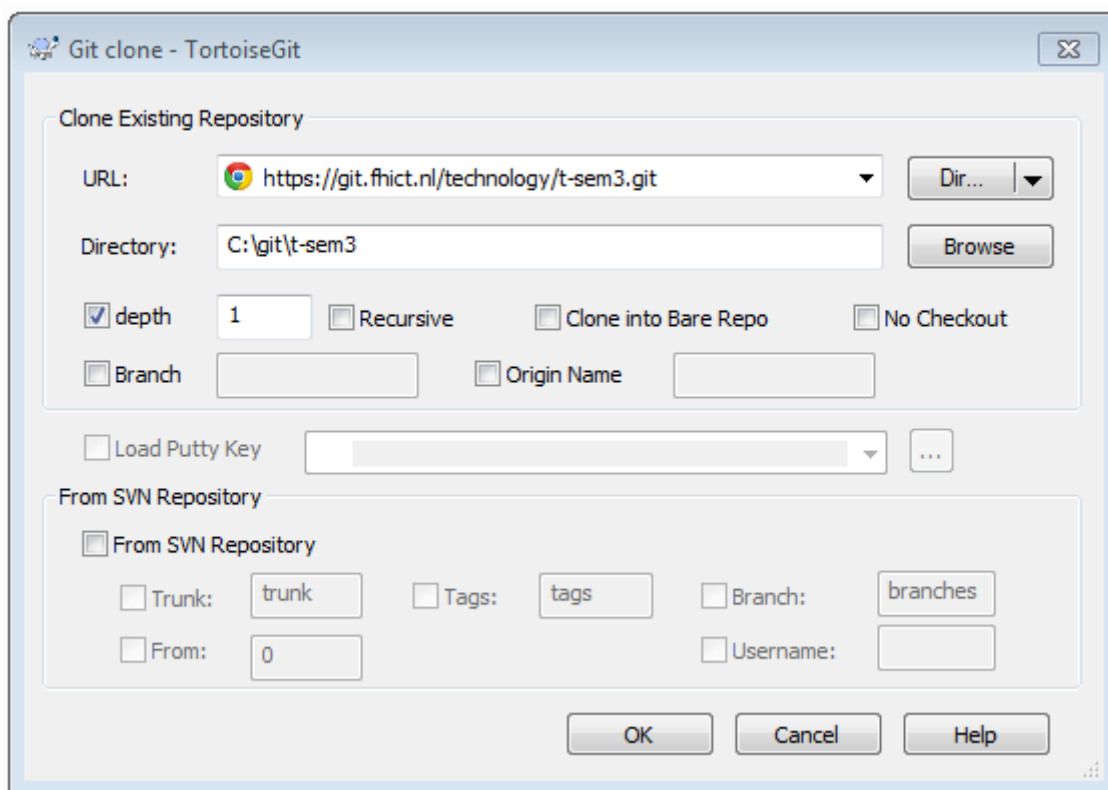 Git clone - TortoiseGit
Clone Existing Repository
URL: https://git.fhict.nl/technology/t-sem3.git Dir...
Directory: C:\git\t-sem3 Browse
depth 1 Recursive Clone into Bare Repo No Checkout
Branch Origin Name
Load Putty Key ...
From SVN Repository
From SVN Repository
Trunk: trunk Tags: tags Branch: branches
From: 0 Username:
OK Cancel Help